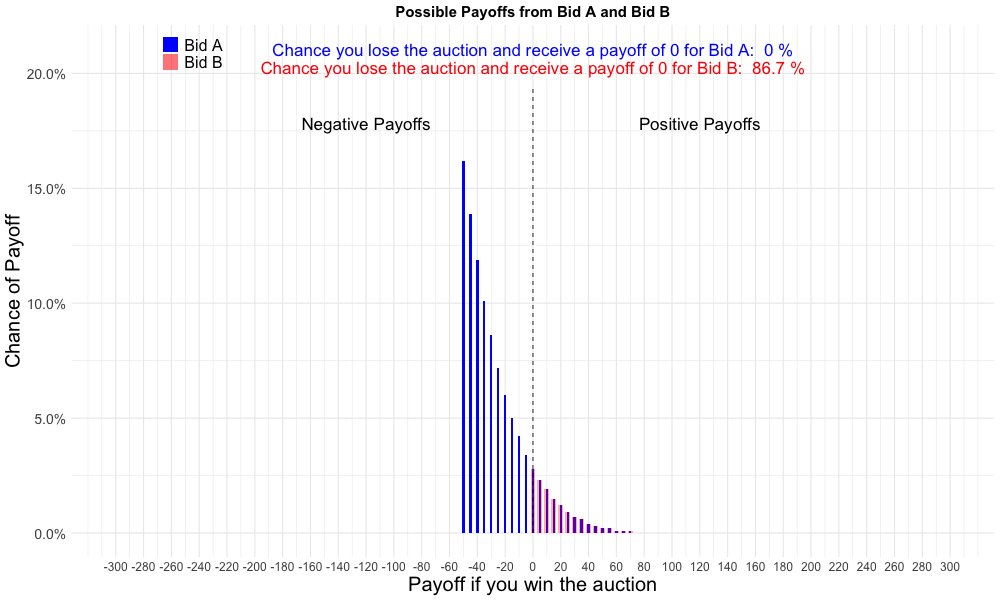 Possible Payoffs from Bid A and Bid B
Bid A
Bid B
Chance you lose the auction and receive a payoff of 0 for Bid A:  0 %
Chance you lose the auction and receive a payoff of 0 for Bid B:  86.7 %
Negative Payoffs
Positive Payoffs
Chance of Payoff
20.0%
15.0%
10.0%
5.0%
0.0%
-300 -280 -260 -240 -220 -200 -180 -160 -140 -120 -100 -80 -60 -40 -20 0 20 40 60 80 100 120 140 160 180 200 220 240 260 280 300
Payoff if you win the auction